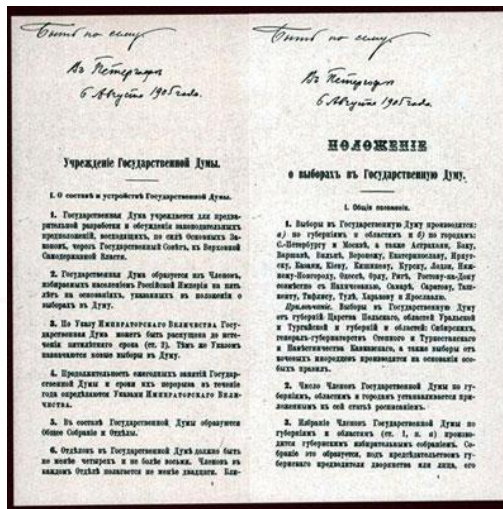 Быть по сему
Въ Петергофѣ
6 Августа 1905 года.
Учрежденіе Государственной Думы.
I. О составѣ и устройствѣ Государственной Думы.
1. Государственная Дума учреждается для предва-
рительной разработки и обсужденія законодательныхъ
предположеній, восходящихъ, по силѣ Основныхъ За-
коновъ, чрезъ Государственный Совѣтъ, къ Верховной
Самодержавной Власти.
2. Государственная Дума образуется изъ Членовъ,
избираемыхъ населеніемъ Россійской Имперіи на пять
лѣтъ на основаніяхъ, указанныхъ въ положеніи о
выборахъ въ Думу.
3. По Указу ИМПЕРАТОРСКАГО ВЕЛИЧЕСТВА Госу-
дарственная Дума можетъ быть распущена до исте-
ченія пятилѣтняго срока (ст. 2). Тѣмъ же Указомъ
назначаются новые выборы въ Думу.
4. Продолжительность ежегодныхъ занятій Государ-
ственной Думы и сроки ихъ перерыва въ теченіе
года опредѣляются Указами ИМПЕРАТОРСКАГО ВЕЛИ-
ЧЕСТВА.
5. Въ составѣ Государственной Думы образуются
Общее Собраніе и Отдѣлы.
6. Отдѣловъ въ Государственной Думѣ должно быть
не менѣе четырехъ и не болѣе восьми. Членовъ въ
каждомъ Отдѣлѣ полагается не менѣе двадцати. Бли-
Быть по сему
Въ Петергофѣ
6 Августа 1905 года.
ПОЛОЖЕНІЕ
о выборахъ въ Государственную Думу.
I. Общія положенія.
1. Выборы въ Государственную Думу производятся:
а) по губерніямъ и областямъ и б) по городамъ:
С.-Петербургу и Москвѣ, а также Астрахани, Баку,
Варшавѣ, Вильнѣ, Воронежу, Екатеринославу, Иркут-
ску, Казани, Кіеву, Кишиневу, Курску, Лодзи, Ниж-
нему-Новгороду, Одессѣ, Орлу, Ригѣ, Ростову-на-Дону
совмѣстно съ Нахичеванью, Самарѣ, Саратову, Таш-
кенту, Тифлису, Тулѣ, Харькову и Ярославлю.
Примѣчаніе. Выборы въ Государственную Думу
отъ губерній Царства Польскаго, областей Уральской
и Тургайской и губерній и областей: Сибирскихъ,
генералъ-губернаторствъ Степного и Туркестанскаго
и Намѣстничества Кавказскаго, а также выборы отъ
кочевыхъ инородцевъ производятся на основаніи осо-
быхъ правилъ.
2. Число Членовъ Государственной Думы по гу-
берніямъ, областямъ и городамъ устанавливается при-
ложеннымъ къ сей статьѣ росписаніемъ.
3. Избраніе Членовъ Государственной Думы по
губерніямъ и областямъ (ст. 1, п. а) произво-
дится губернскимъ избирательнымъ собраніемъ. Со-
браніе это образуется, подъ предсѣдательствомъ гу-
бернскаго предводителя дворянства или лица, его